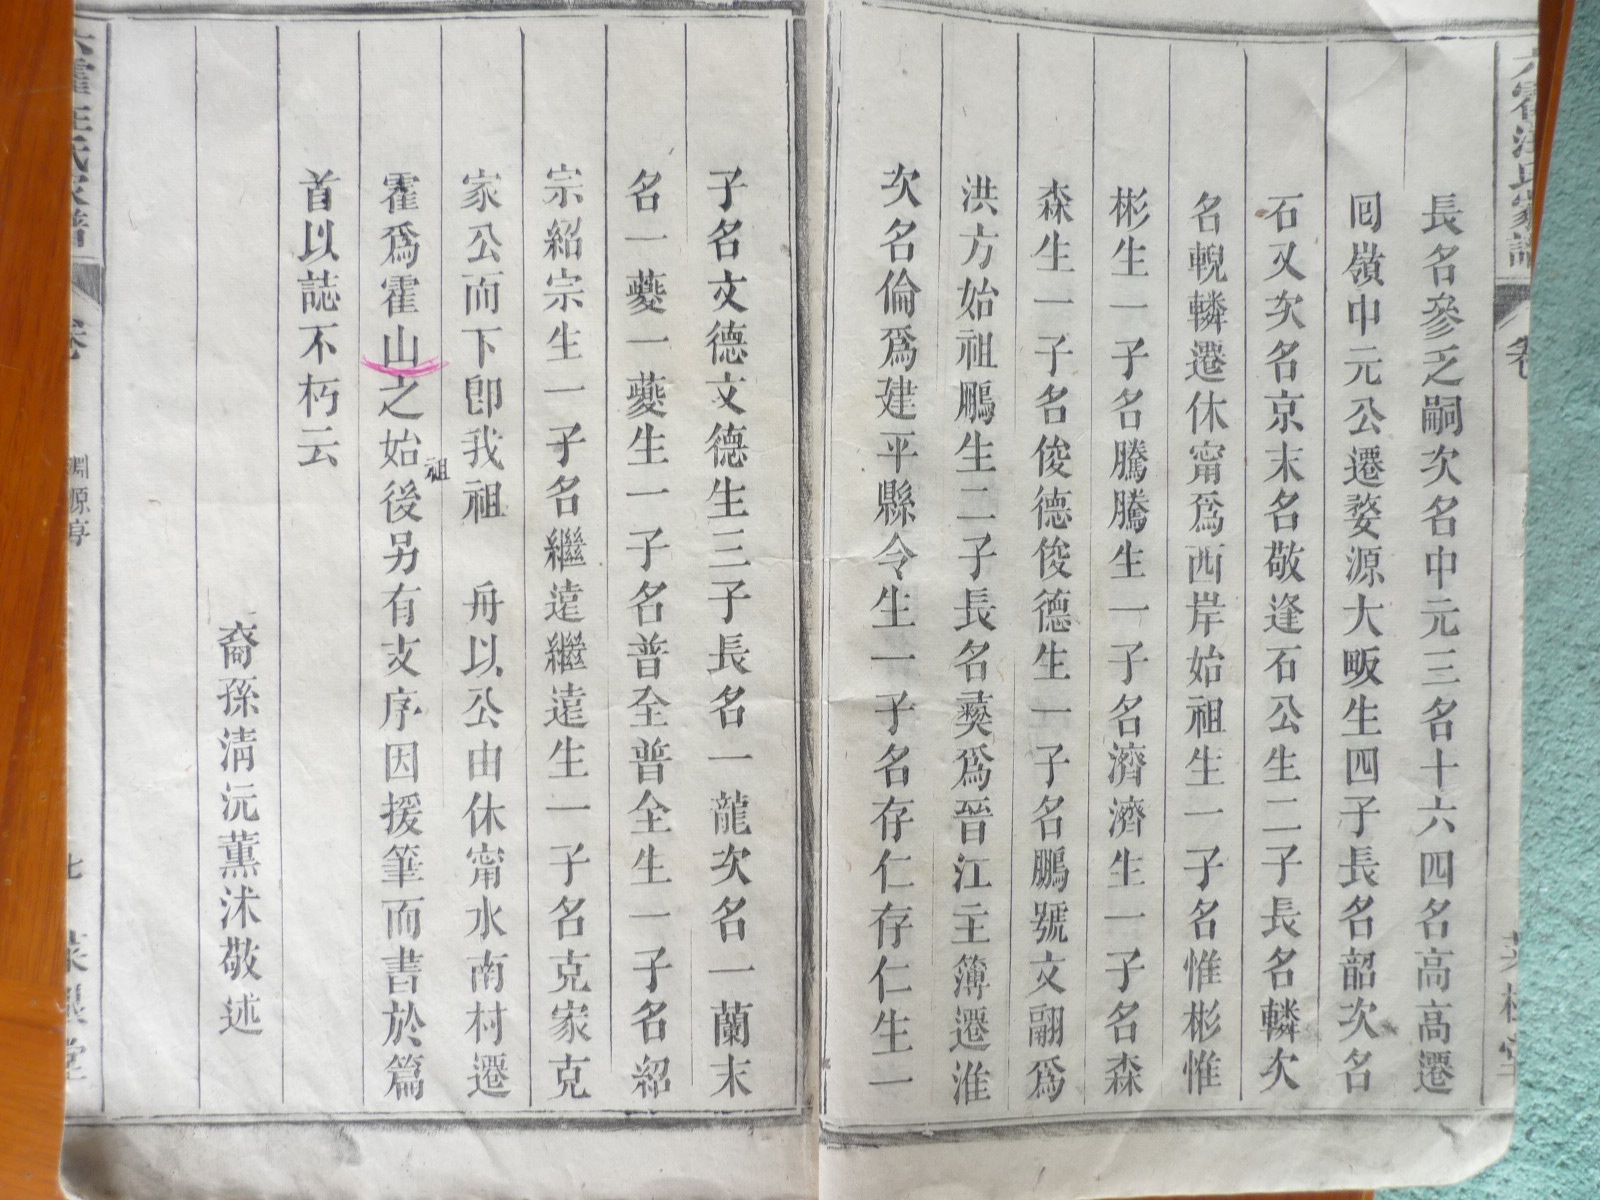 長名參乏嗣次名中元三名十六四名高高遷
回嶺中元公遷婺源大畈生四子長名韶次名
石又次名京末名敬逢石公生二子長名轔次
名輗轔遷休甯爲西岸始祖生一子名惟彬惟
彬生一子名騰騰生一子名濟濟生一子名森
森生一子名俊德俊德生一子名鵬號文翮爲
洪方始祖鵬生二子長名彝爲晉江主簿遷淮
次名倫爲建平縣令生一子名存仁存仁生一
子名文德文德生三子長名一龍次名一蘭末
名一夔一夔生一子名普全普全生一子名紹
宗紹宗生一子名繼遠繼遠生一子名克家克
家公而下卽我祖 舟以公由休甯水南村遷
霍爲霍山之始祖後另有支序因援筆而書於篇
首以誌不朽云
裔孫清沅薰沐敬述
淵源序